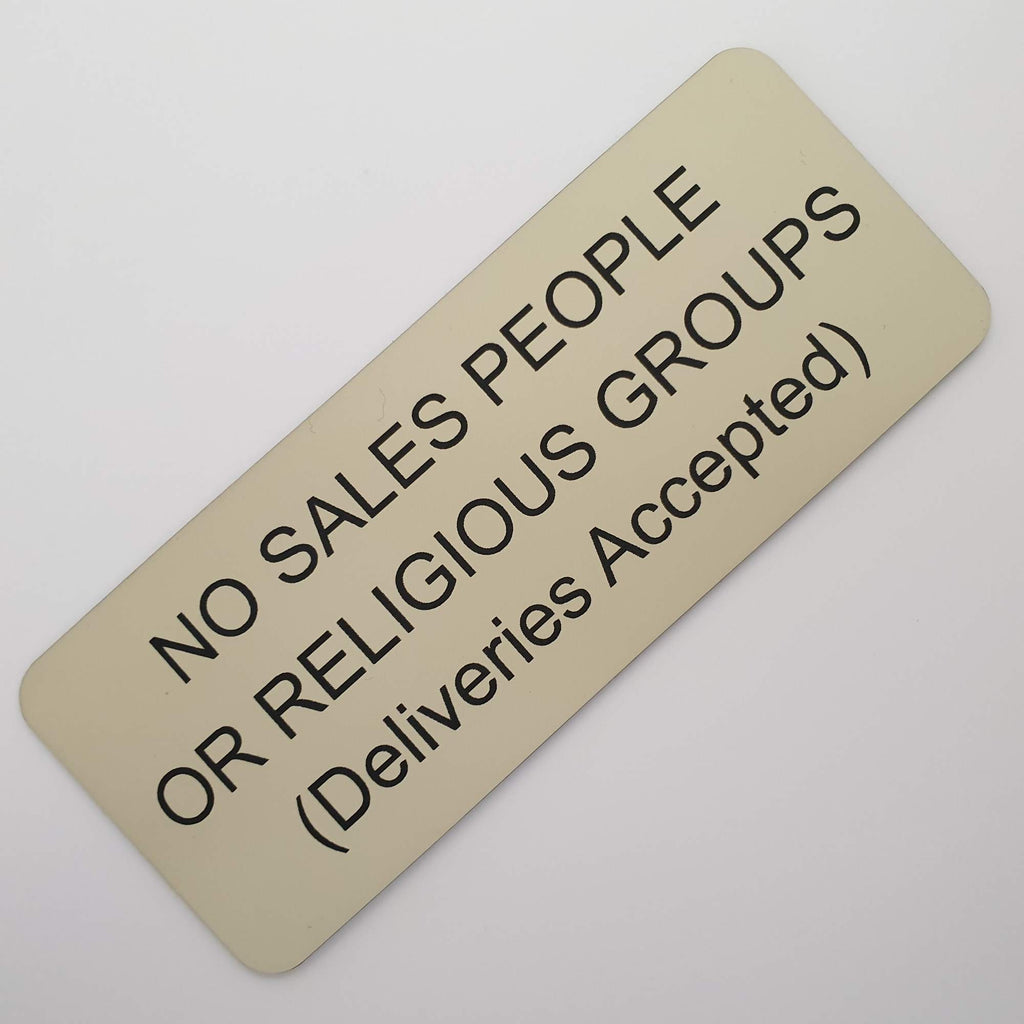 NO SALES PEOPLE
OR RELIGIOUS GROUPS
(Deliveries Accepted)